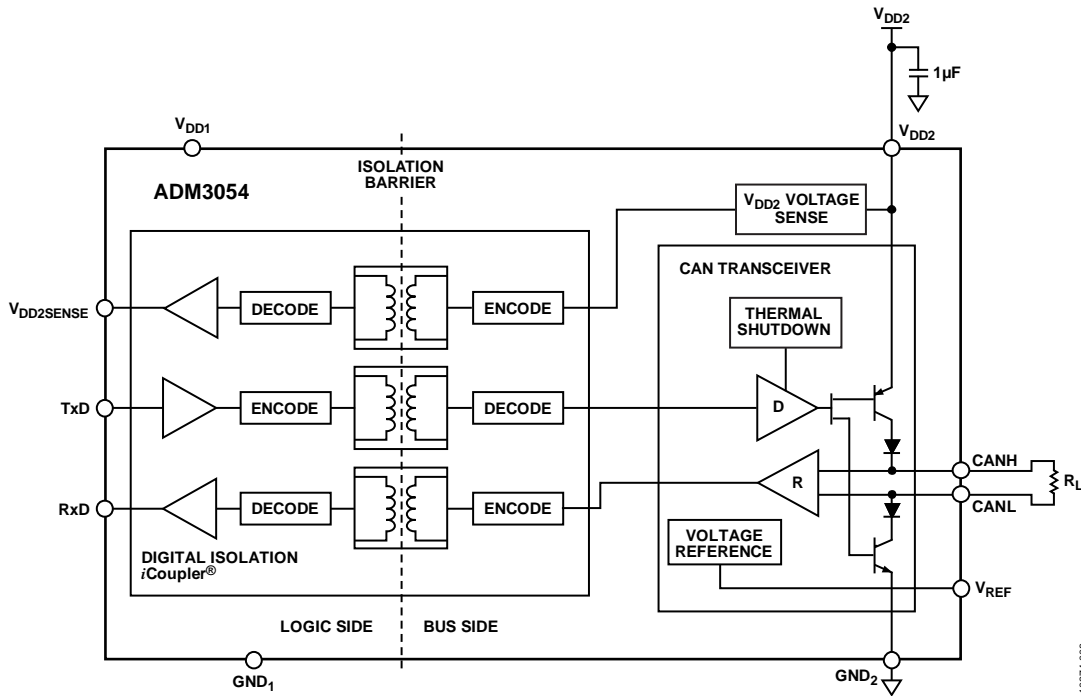 VDD2
1µF
VDD1
VDD2
ISOLATION
BARRIER
ADM3054
VDD2 VOLTAGE
SENSE
CAN TRANSCEIVER
VDD2SENSE
DECODE
ENCODE
THERMAL
SHUTDOWN
TxD
ENCODE
DECODE
D
CANH
RL
CANL
R
RxD
DECODE
ENCODE
VOLTAGE
REFERENCE
DIGITAL ISOLATION
iCoupler®
VREF
LOGIC SIDE
BUS SIDE
GND1
GND2